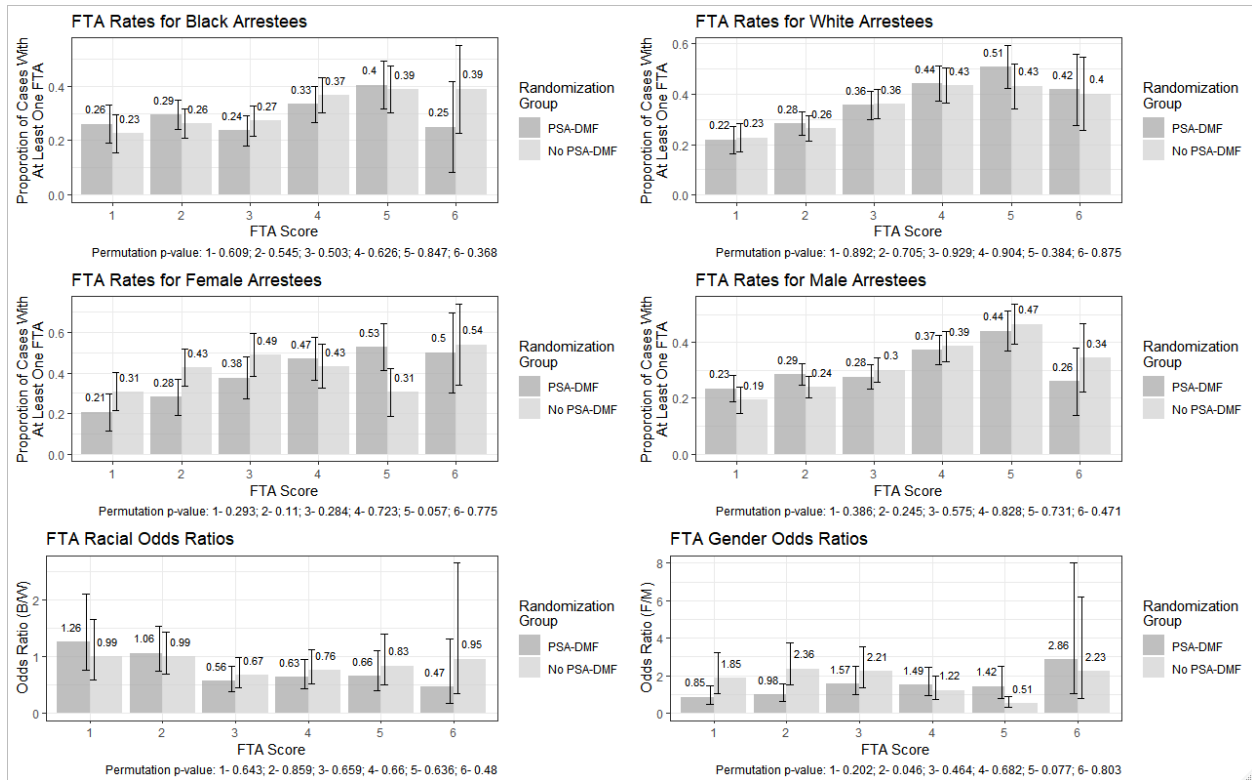 FTA Rates for Black Arrestees
Proporotion of Cases With
At Least One FTA
0.4
0.2
0.0
0.26
0.23
0.29
0.26
0.24
0.27
0.33
0.37
0.4
0.39
0.25
0.39
1 2 3 4 5 6
FTA Score
Permutation p-value: 1- 0.609; 2- 0.545; 3- 0.503; 4- 0.626; 5- 0.847; 6- 0.368
Randomization
Group
PSA-DMF
No PSA-DMF
FTA Rates for White Arrestees
Proporotion of Cases With
At Least One FTA
0.6
0.4
0.2
0.0
0.22
0.23
0.28
0.26
0.36
0.36
0.44
0.43
0.51
0.43
0.42
0.4
1 2 3 4 5 6
FTA Score
Permutation p-value: 1- 0.892; 2- 0.705; 3- 0.929; 4- 0.904; 5- 0.384; 6- 0.875
Randomization
Group
PSA-DMF
No PSA-DMF
FTA Rates for Female Arrestees
Proporotion of Cases With
At Least One FTA
0.6
0.4
0.2
0.0
0.21
0.31
0.28
0.43
0.38
0.49
0.47
0.43
0.53
0.31
0.5
0.54
1 2 3 4 5 6
FTA Score
Permutation p-value: 1- 0.293; 2- 0.11; 3- 0.284; 4- 0.723; 5- 0.057; 6- 0.775
Randomization
Group
PSA-DMF
No PSA-DMF
FTA Rates for Male Arrestees
Proporotion of Cases With
At Least One FTA
0.4
0.2
0.0
0.23
0.19
0.29
0.24
0.28
0.3
0.37
0.39
0.44
0.47
0.26
0.34
1 2 3 4 5 6
FTA Score
Permutation p-value: 1- 0.386; 2- 0.245; 3- 0.575; 4- 0.828; 5- 0.731; 6- 0.471
Randomization
Group
PSA-DMF
No PSA-DMF
FTA Racial Odds Ratios
Odds Ratio (B/W)
2
1
0
1.26
0.99
1.06
0.99
0.56
0.67
0.63
0.76
0.66
0.83
0.47
0.95
1 2 3 4 5 6
FTA Score
Permutation p-value: 1- 0.643; 2- 0.859; 3- 0.659; 4- 0.66; 5- 0.636; 6- 0.48
Randomization
Group
PSA-DMF
No PSA-DMF
FTA Gender Odds Ratios
Odds Ratio (F/M)
8
6
4
2
0
0.85
1.85
0.98
2.36
1.57
2.21
1.49
1.22
1.42
0.51
2.86
2.23
1 2 3 4 5 6
FTA Score
Permutation p-value: 1- 0.202; 2- 0.046; 3- 0.464; 4- 0.682; 5- 0.077; 6- 0.803
Randomization
Group
PSA-DMF
No PSA-DMF